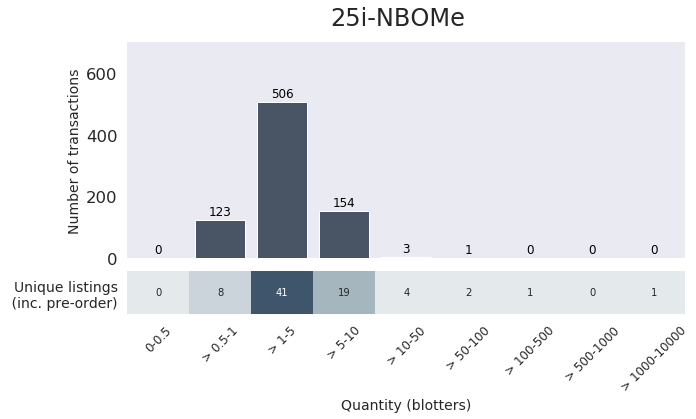 25i-NBOMe
Number of transactions
600
400
200
0
0 123 506 154 3 1 0 0 0
Unique listings
(inc. pre-order)
0 8 41 19 4 2 1 0 1
0-0.5 > 0.5-1 > 1-5 > 5-10 > 10-50 > 50-100 > 100-500 > 500-1000 > 1000-10000
Quantity (blotters)